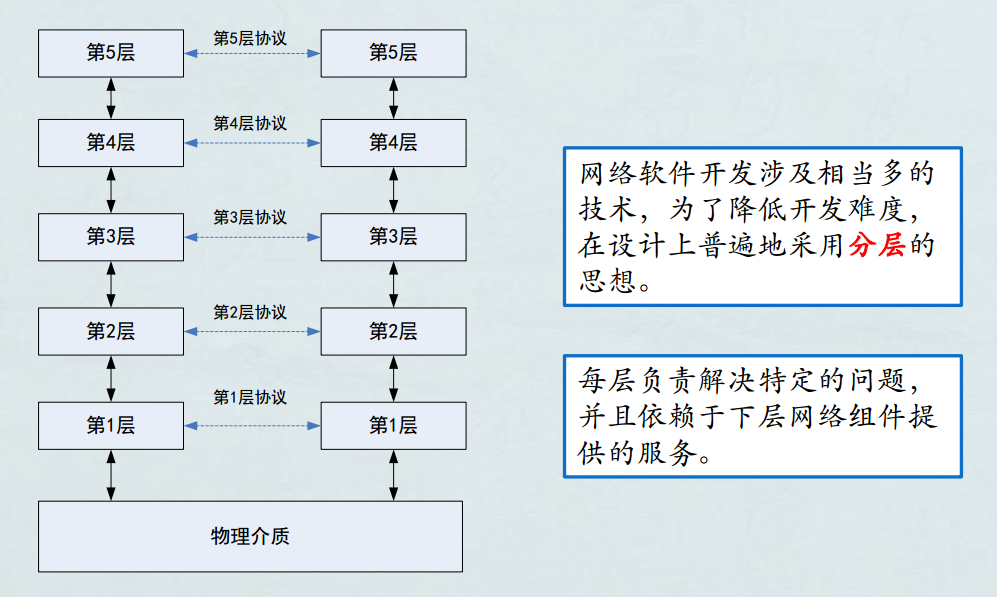 第5层协议
第5层 第5层
第4层协议
第4层 第4层
第3层协议
第3层 第3层
第2层协议
第2层 第2层
第1层协议
第1层 第1层
物理介质
网络软件开发涉及相当多的
技术，为了降低开发难度，
在设计上普遍地采用分层的
思想。
每层负责解决特定的问题，
并且依赖于下层网络组件提
供的服务。